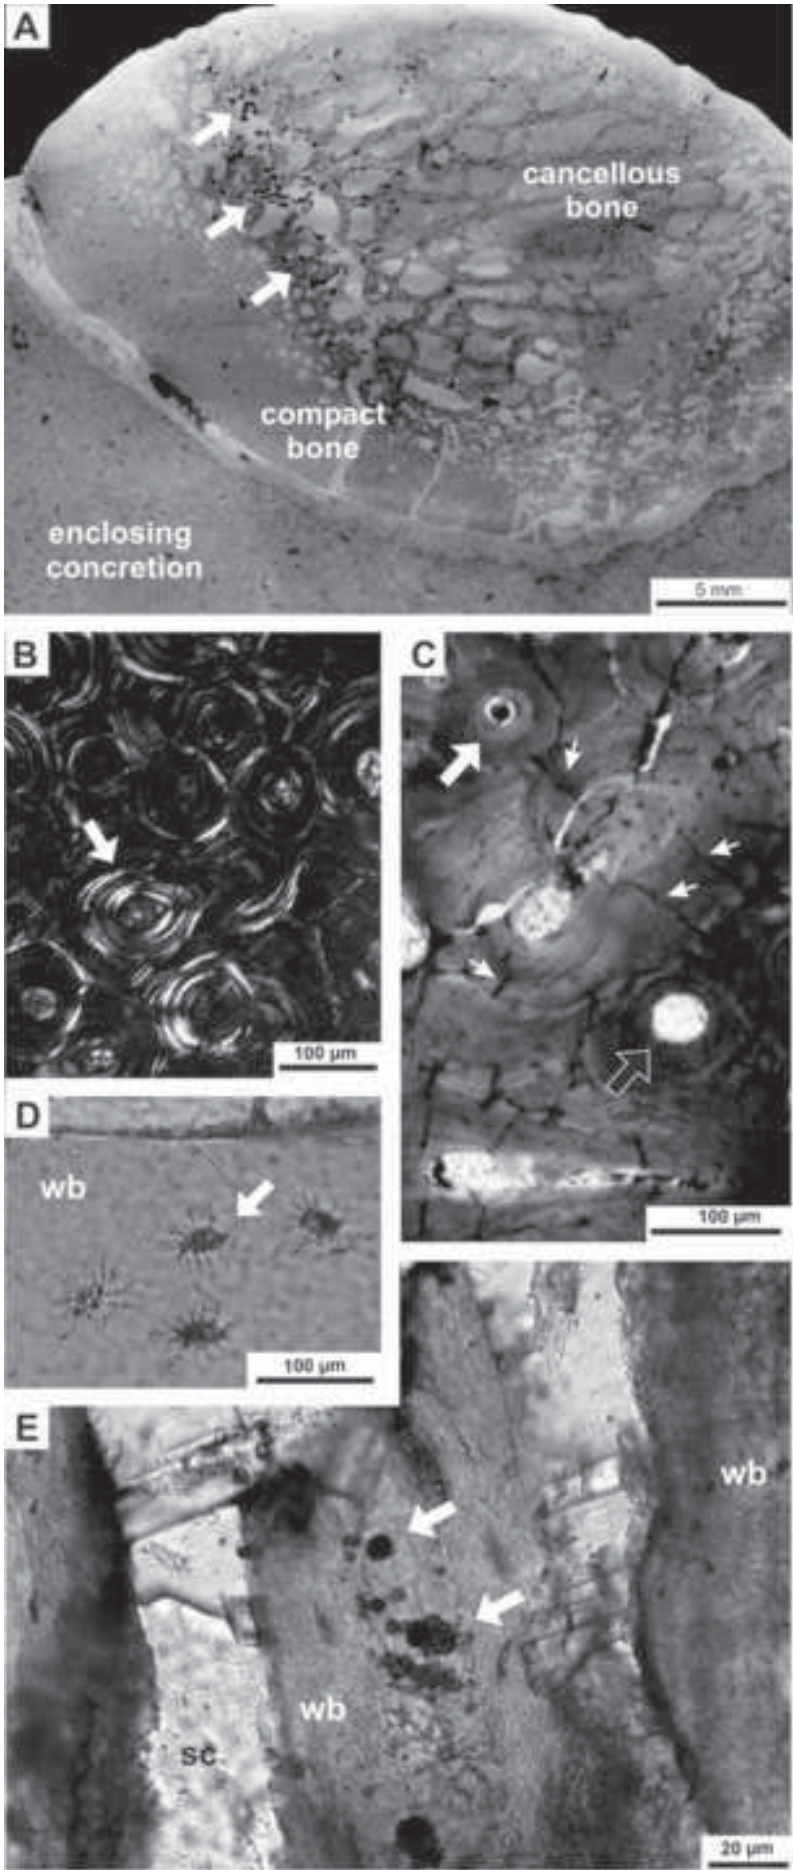 A
cancellous
bone
compact
bone
enclosing
concretion
5 mm
B
100 µm
C
100 µm
D
wb
100 µm
E
wb
wb
sc
20 µm